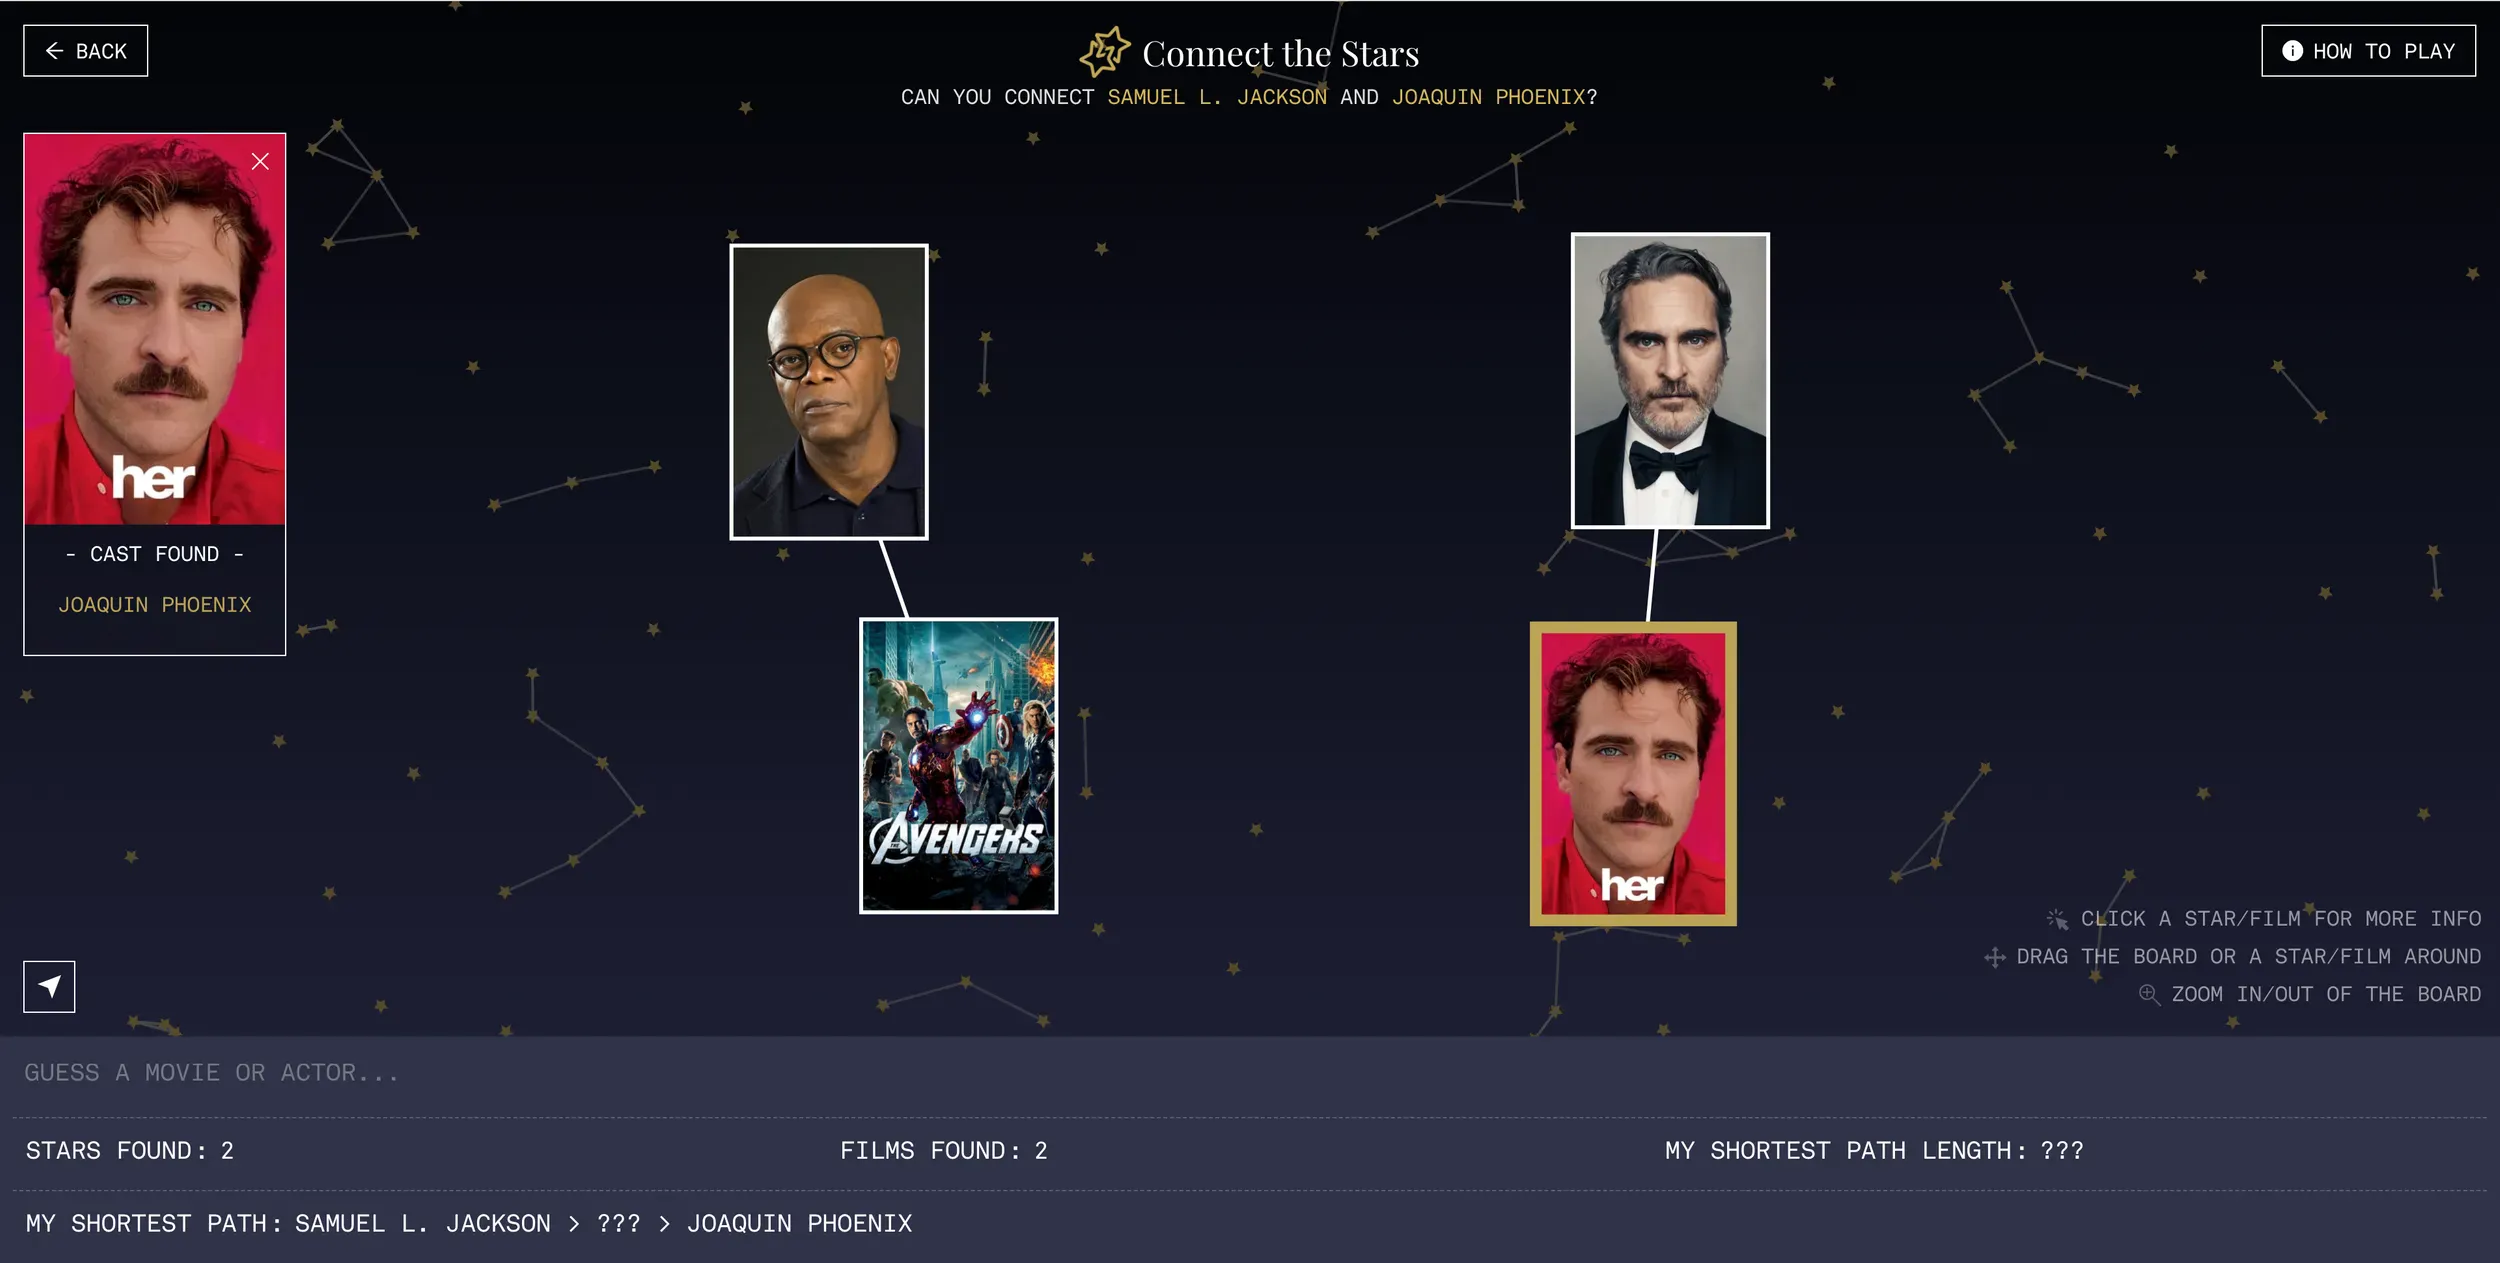 ← BACK
Connect the Stars
HOW TO PLAY
CAN YOU CONNECT SAMUEL L. JACKSON AND JOAQUIN PHOENIX?
her
- CAST FOUND -
JOAQUIN PHOENIX
THE AVENGERS
her
CLICK A STAR/FILM FOR MORE INFO
DRAG THE BOARD OR A STAR/FILM AROUND
ZOOM IN/OUT OF THE BOARD
GUESS A MOVIE OR ACTOR...
STARS FOUND: 2
FILMS FOUND: 2
MY SHORTEST PATH LENGTH: ???
MY SHORTEST PATH: SAMUEL L. JACKSON > ??? > JOAQUIN PHOENIX